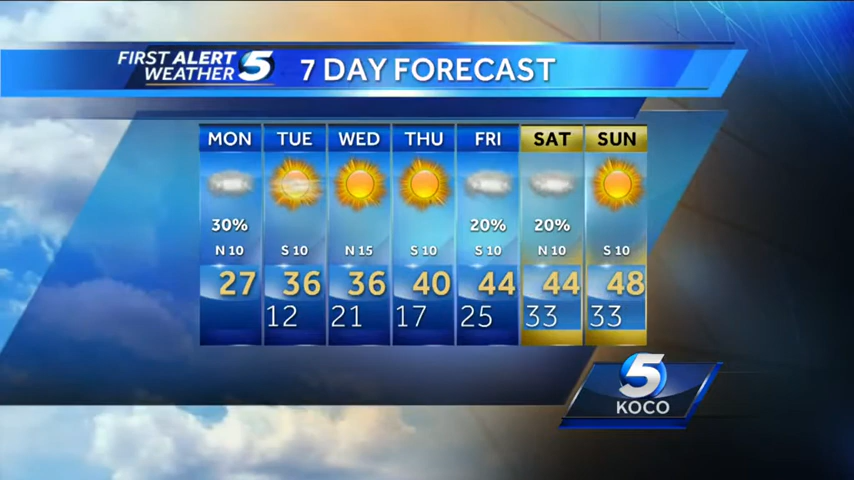 FIRST ALERT
WEATHER 5
7 DAY FORECAST
MON TUE WED THU FRI SAT SUN
30% 20% 20%
N 10 S 10 N 15 S 10 S 10 N 10 S 10
27 36 36 40 44 44 48
12 21 17 25 33 33
5
KOCO